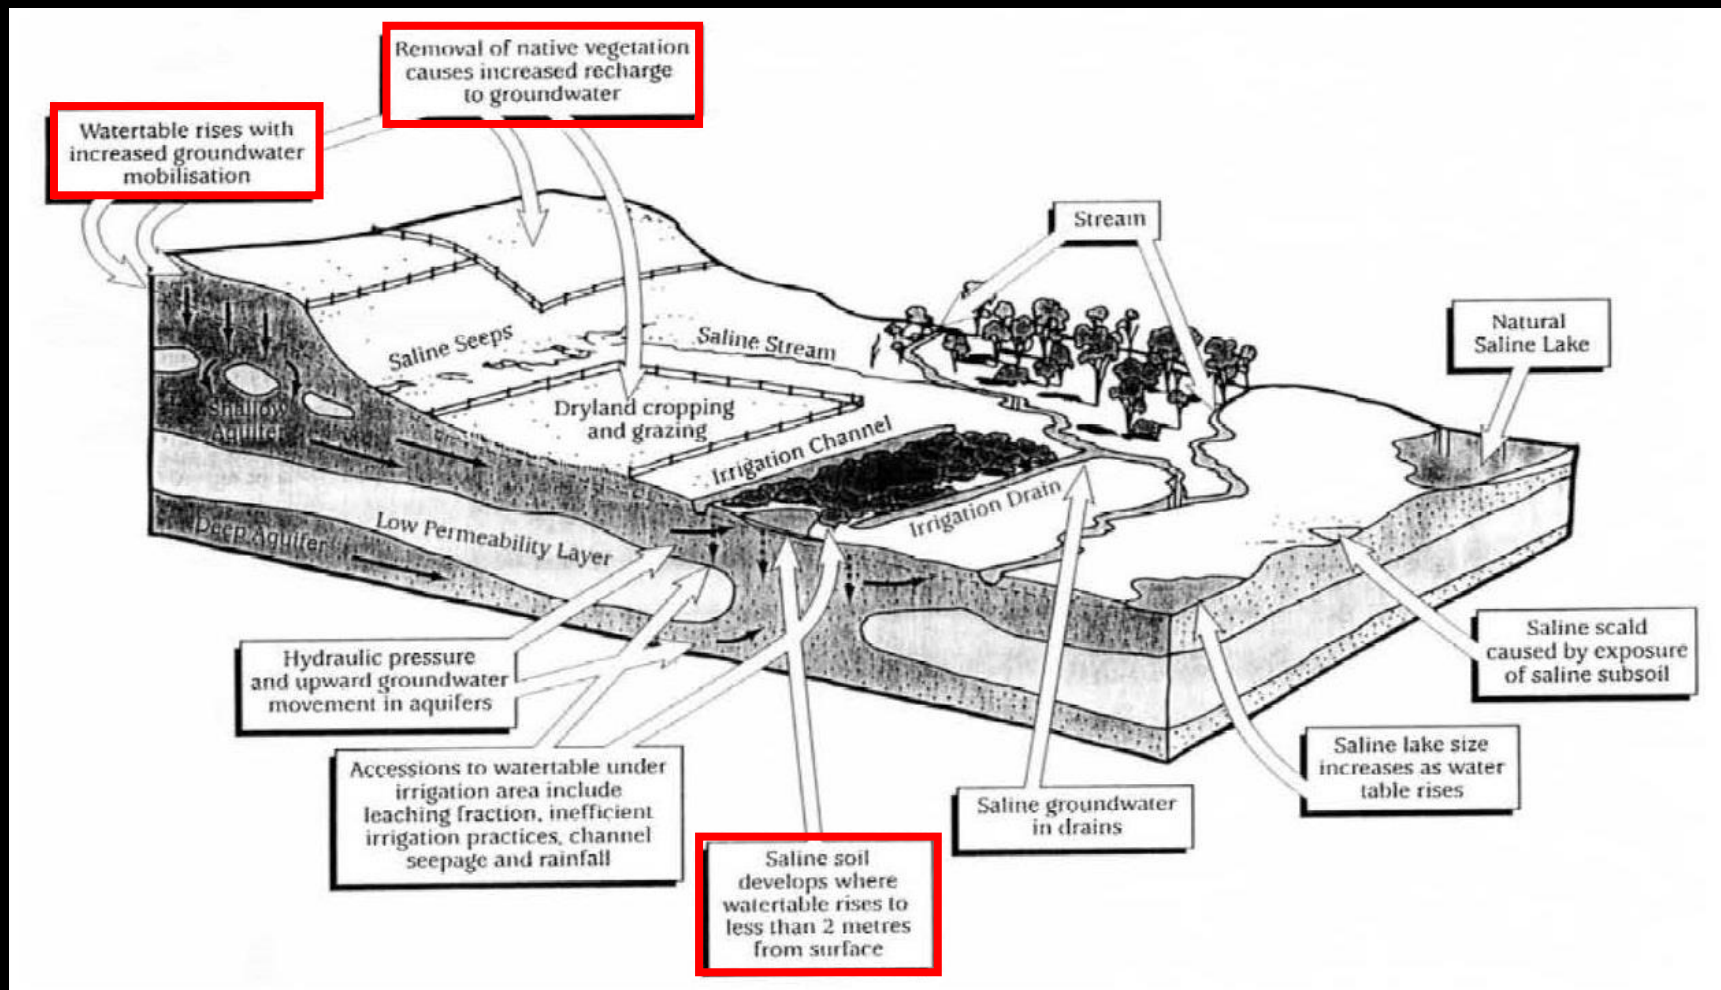 Removal of native vegetation
causes increased recharge
to groundwater
Watertable rises with
increased groundwater
mobilisation
Stream
Natural
Saline Lake
Saline Seeps
Saline Stream
Dryland cropping
and grazing
Shallow
Aquifer
Irrigation Channel
Irrigation Drain
Deep Aquifer
Low Permeability Layer
Hydraulic pressure
and upward groundwater
movement in aquifers
Saline scald
caused by exposure
of saline subsoil
Accessions to watertable under
irrigation area include
leaching fraction, inefficient
irrigation practices, channel
seepage and rainfall
Saline lake size
increases as water
table rises
Saline groundwater
in drains
Saline soil
develops where
watertable rises to
less than 2 metres
from surface